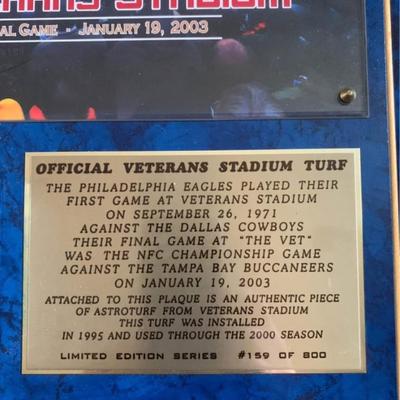 STADIUM
AL GAME - JANUARY 19, 2003
OFFICIAL VETERANS STADIUM TURF
THE PHILADELPHIA EAGLES PLAYED THEIR
FIRST GAME AT VETERANS STADIUM
ON SEPTEMBER 26, 1971
AGAINST THE DALLAS COWBOYS
THEIR FINAL GAME AT "THE VET"
WAS THE NFC CHAMPIONSHIP GAME
AGAINST THE TAMPA BAY BUCCANEERS
ON JANUARY 19, 2003
ATTACHED TO THIS PLAQUE IS AN AUTHENTIC PIECE
OF ASTROTURF FROM VETERANS STADIUM
THIS TURF WAS INSTALLED
IN 1995 AND USED THROUGH THE 2000 SEASON
LIMITED EDITION SERIES #159 OF 800